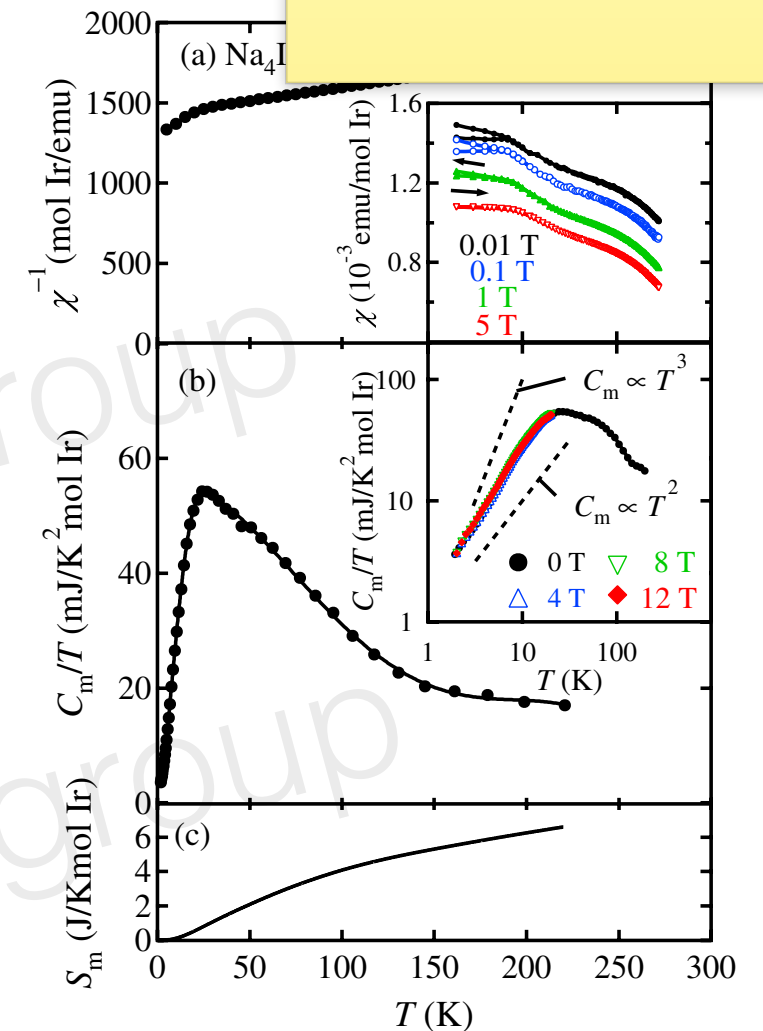 2000
(a) Na4I
1500
1000
500
0
χ−1 (mol Ir/emu)
1.6
1.2
0.8
χ (10-3 emu/mol Ir)
0.01 T
0.1 T
1 T
5 T
(b)
60
40
20
0
Cm/T (mJ/K2mol Ir)
100
10
1
Cm/T (mJ/K2mol Ir)
Cm ∝ T3
Cm ∝ T2
0 T
8 T
4 T
12 T
1
10
100
T (K)
(c)
6
4
2
0
Sm (J/Kmol Ir)
0
50
100
150
200
250
300
T (K)
group
group